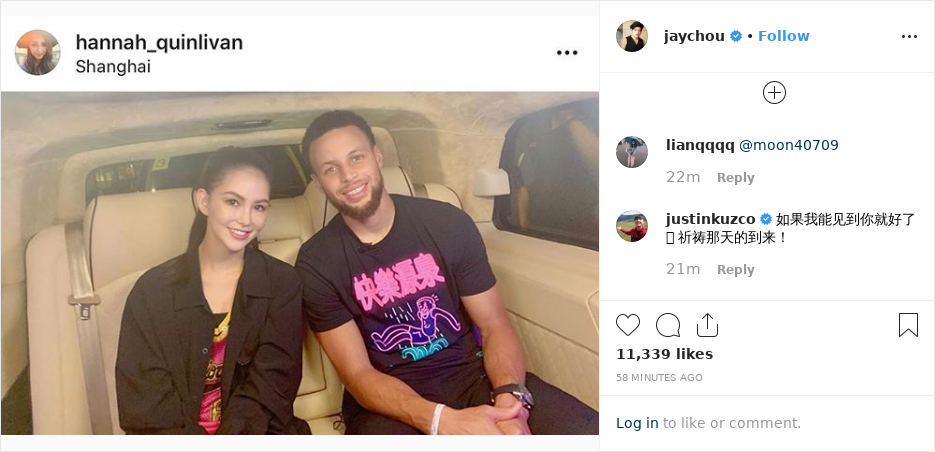 hannah_quinlivan
Shanghai
快樂源泉
jaychou • Follow
lianqqqq @moon40709
22m Reply
justinkuzco 如果我能见到你就好了
祈祷那天的到来！
21m Reply
11,339 likes
58 MINUTES AGO
Log in to like or comment.